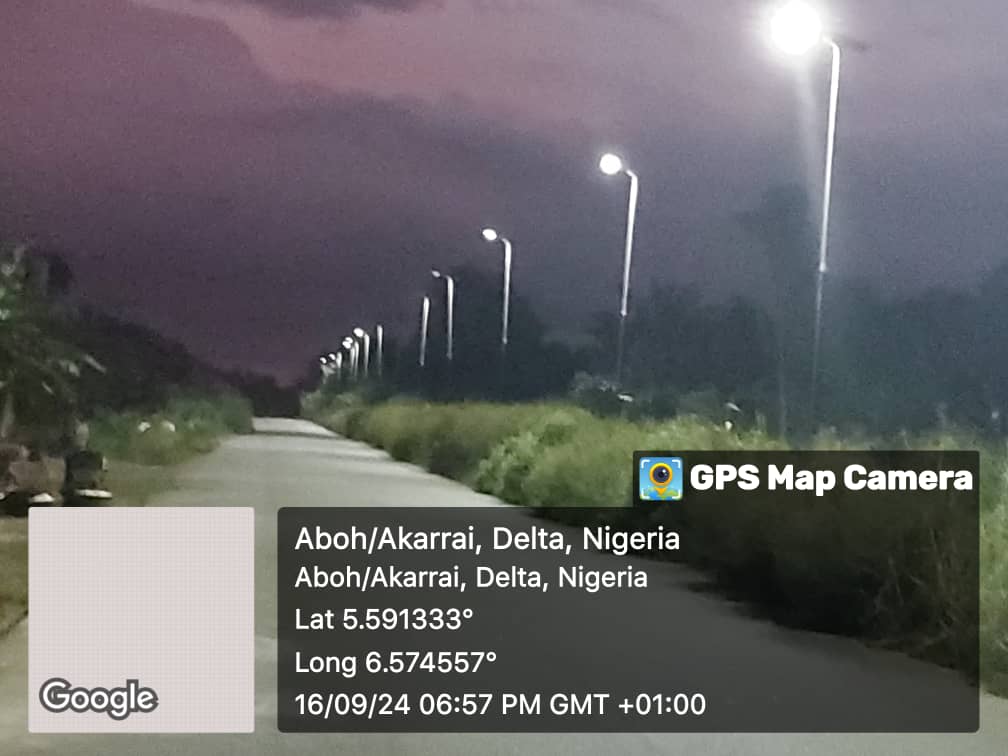 GPS Map Camera
Aboh/Akarrai, Delta, Nigeria
Aboh/Akarrai, Delta, Nigeria
Lat 5.591333°
Long 6.574557°
16/09/24 06:57 PM GMT +01:00
Google